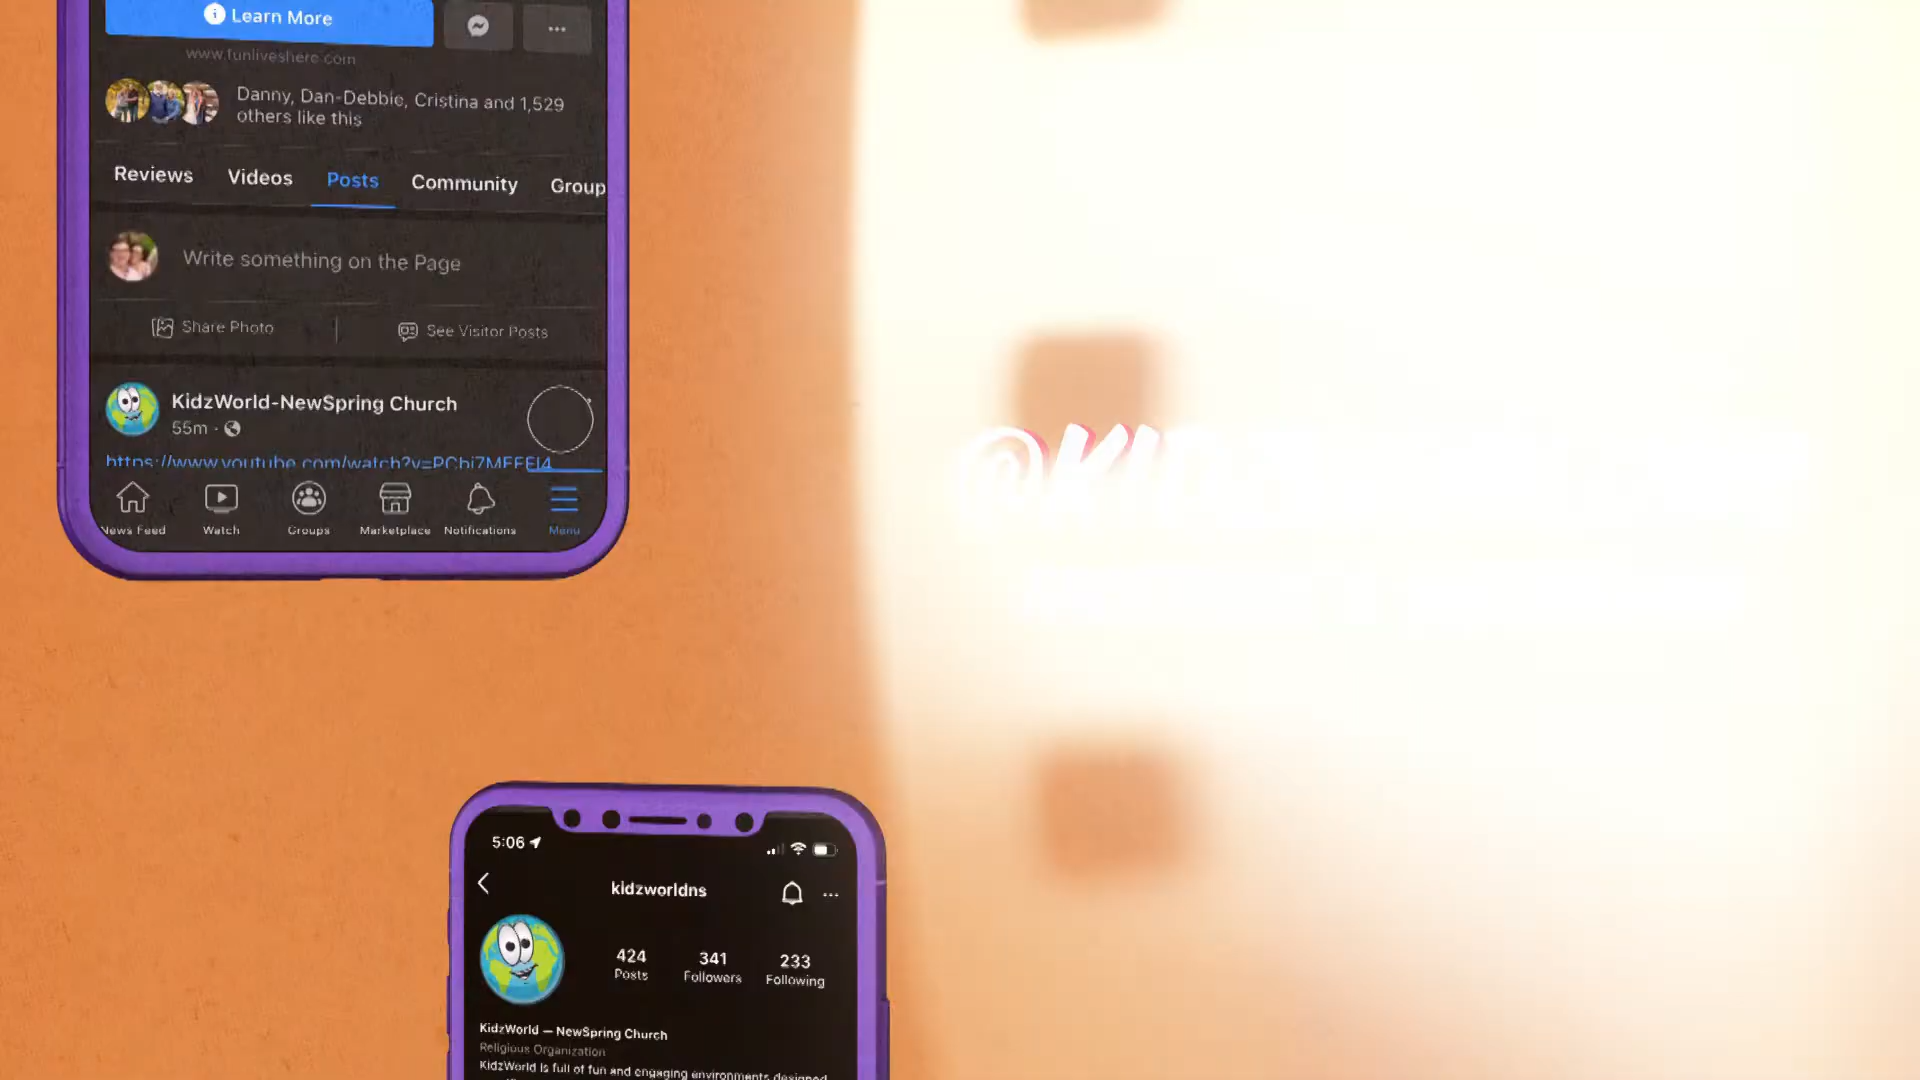 Learn More
www.funliveshere.com
Danny, Dan-Debbie, Cristina and 1,529
others like this
Reviews Videos Posts Community Group
Write something on the Page
Share Photo See Visitor Posts
KidzWorld-NewSpring Church
55m
News Feed Watch Groups Marketplace Notifications Menu
@KI
5:06
kidzworldns
424 341 233
Posts Followers Following
KidzWorld — NewSpring Church
Religious Organization
KidzWorld is full of fun and engaging environments designed